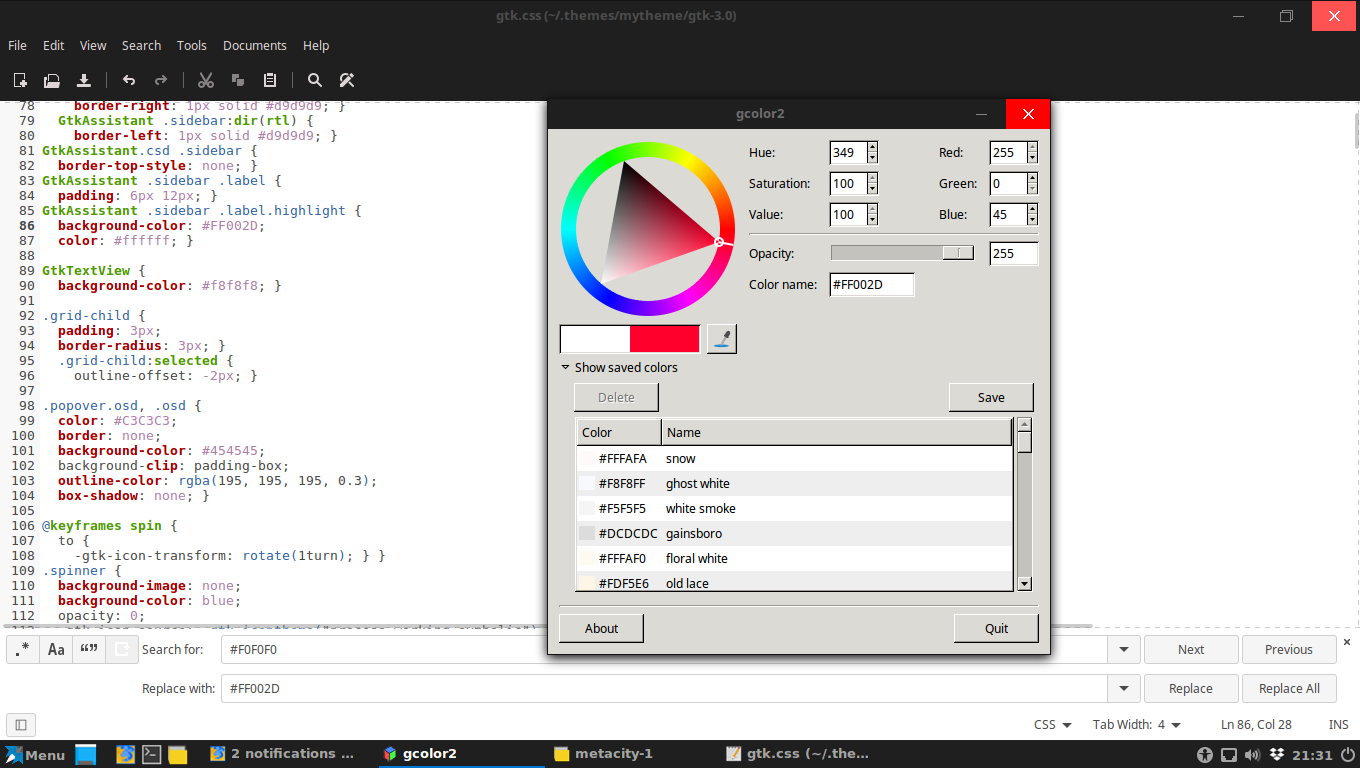 gtk.css (~/.themes/mytheme/gtk-3.0)
File Edit View Search Tools Documents Help
78 border-right: 1px solid #d9d9d9; }
79 GtkAssistant .sidebar:dir(rtl) {
80 border-left: 1px solid #d9d9d9; }
81 GtkAssistant.csd .sidebar {
82 border-top-style: none; }
83 GtkAssistant .sidebar .label {
84 padding: 6px 12px; }
85 GtkAssistant .sidebar .label.highlight {
86 background-color: #FF002D;
87 color: #ffffff; }
88
89 GtkTextView {
90 background-color: #f8f8f8; }
91
92 .grid-child {
93 padding: 3px;
94 border-radius: 3px; }
95 .grid-child:selected {
96 outline-offset: -2px; }
97
98 .popover.osd, .osd {
99 color: #C3C3C3;
100 border: none;
101 background-color: #454545;
102 background-clip: padding-box;
103 outline-color: rgba(195, 195, 195, 0.3);
104 box-shadow: none; }
105
106 @keyframes spin {
107 to {
108 -gtk-icon-transform: rotate(1turn); } }
109 .spinner {
110 background-image: none;
111 background-color: blue;
112 opacity: 0;
gcolor2
Hue: 349 Red: 255
Saturation: 100 Green: 0
Value: 100 Blue: 45
Opacity: 255
Color name: #FF002D
Show saved colors
Delete Save
Color Name
#FFFAFA snow
#F8F8FF ghost white
#F5F5F5 white smoke
#DCDCDC gainsboro
#FFFAF0 floral white
#FDF5E6 old lace
About Quit
.* Aa “” Search for: #F0F0F0 Next Previous
Replace with: #FF002D Replace Replace All
CSS Tab Width: 4 Ln 86, Col 28 INS
Menu 2 notifications ... gcolor2 metacity-1 gtk.css (~/.the... 21:31